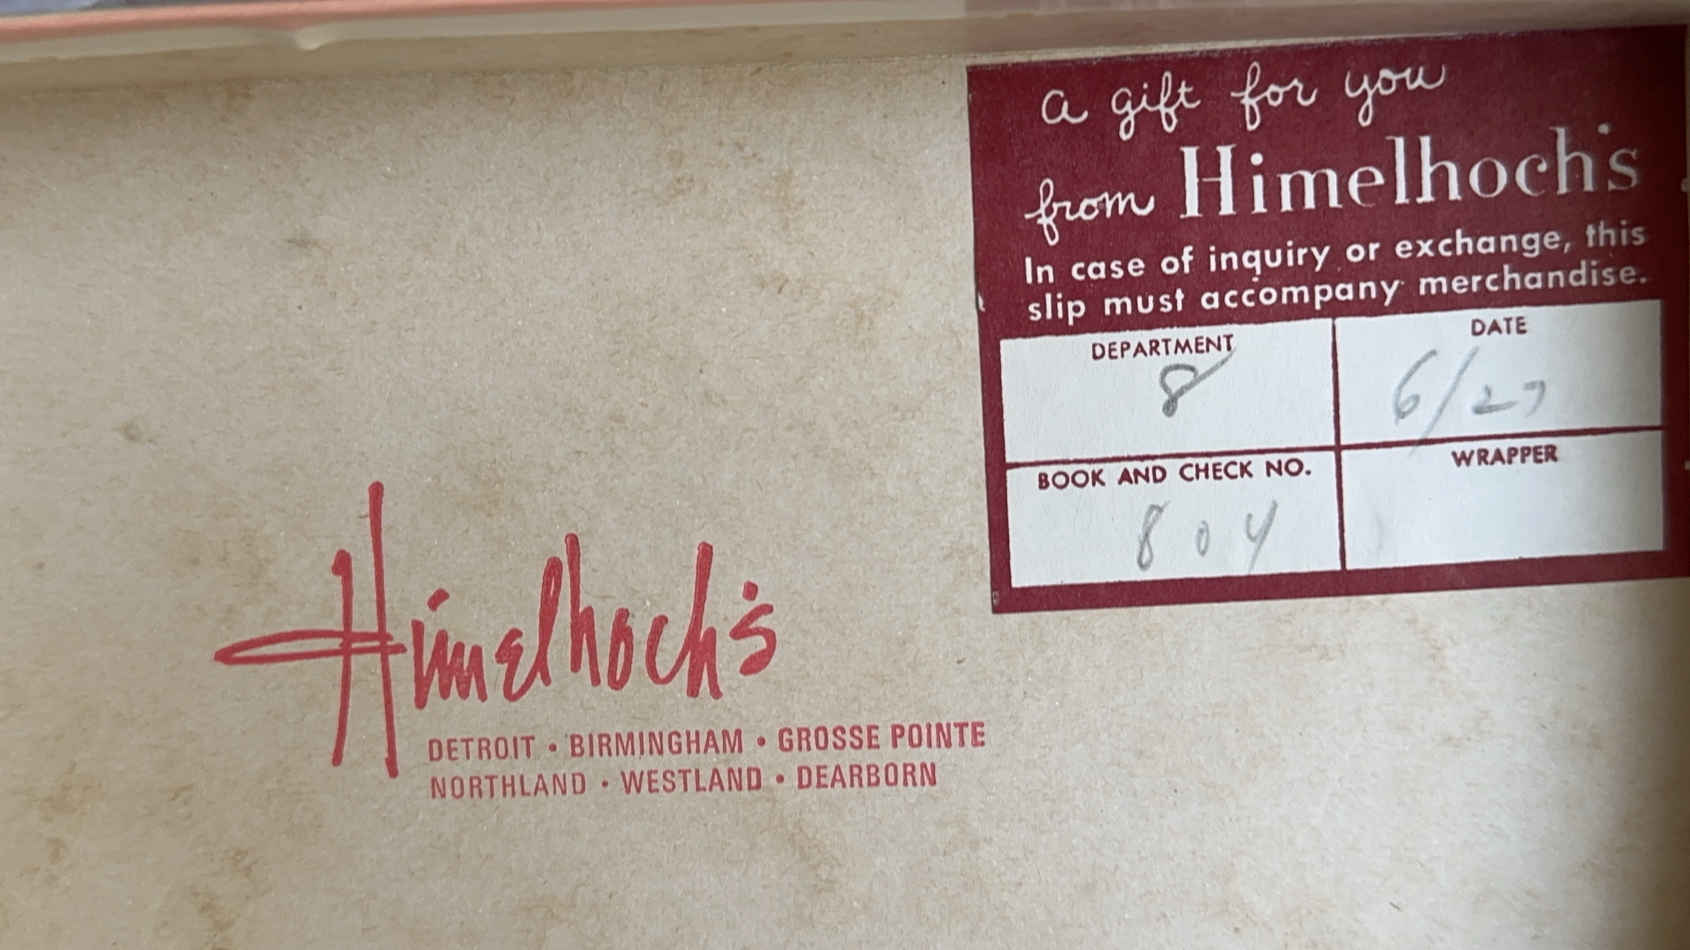 a gift for you
from Himelhoch's
In case of inquiry or exchange, this
slip must accompany merchandise.
DEPARTMENT
8
DATE
6/27
BOOK AND CHECK NO.
804
WRAPPER
Himelhoch's
DETROIT • BIRMINGHAM • GROSSE POINTE
NORTHLAND • WESTLAND • DEARBORN